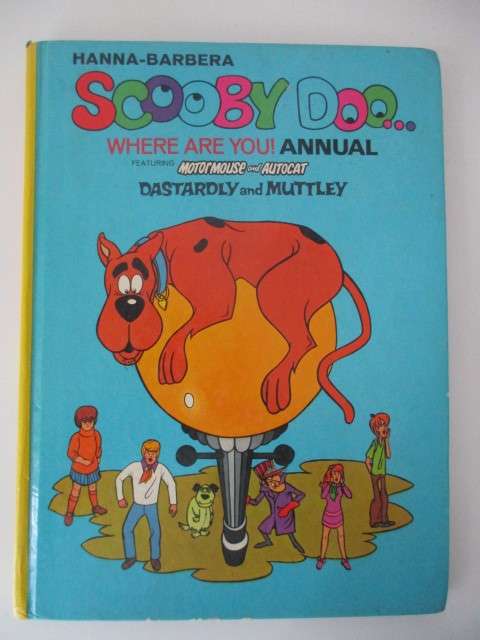 HANNA-BARBERA
SCOOBY DOO...
WHERE ARE YOU! ANNUAL
FEATURING MOTORMOUSE and AUTOCAT
DASTARDLY and MUTTLEY